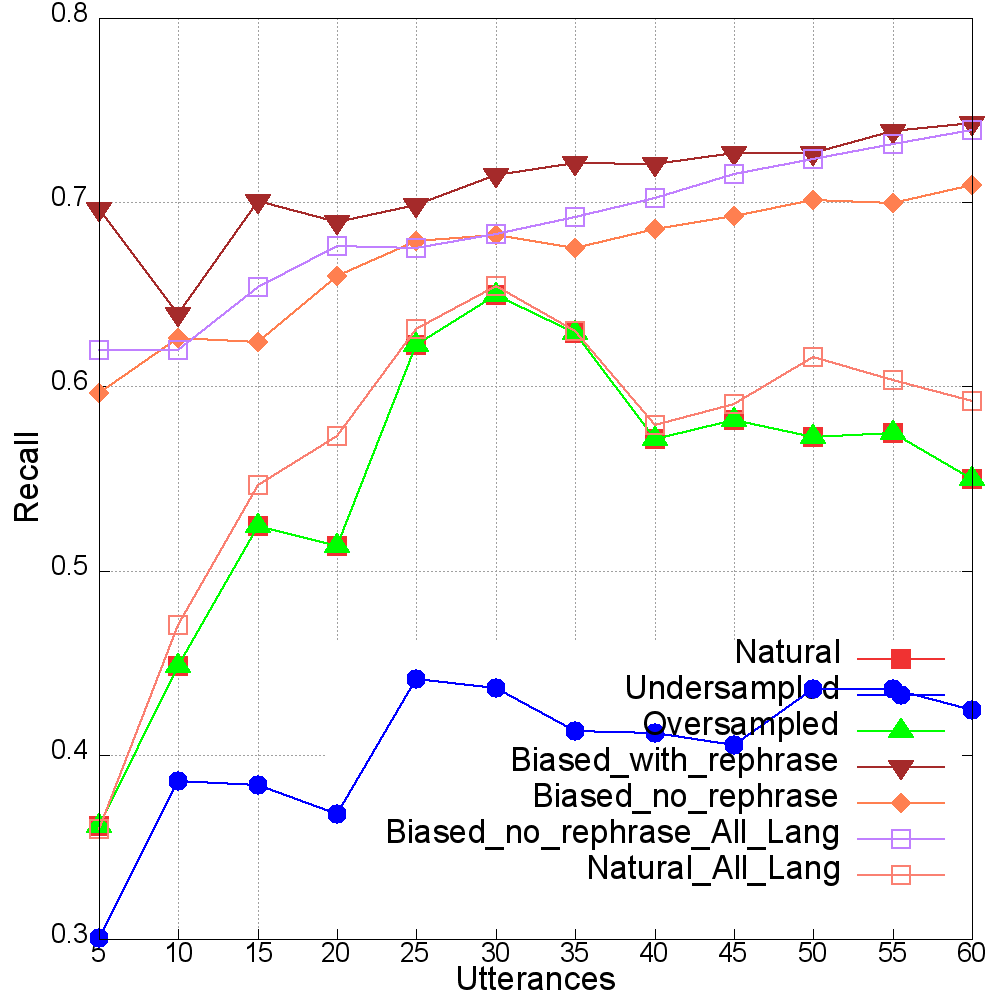 0.8
0.7
0.6
0.5
0.4
0.3
Recall
Natural
Undersampled
Oversampled
Biased_with_rephrase
Biased_no_rephrase
Biased_no_rephrase_All_Lang
Natural_All_Lang
5 10 15 20 25 30 35 40 45 50 55 60
Utterances